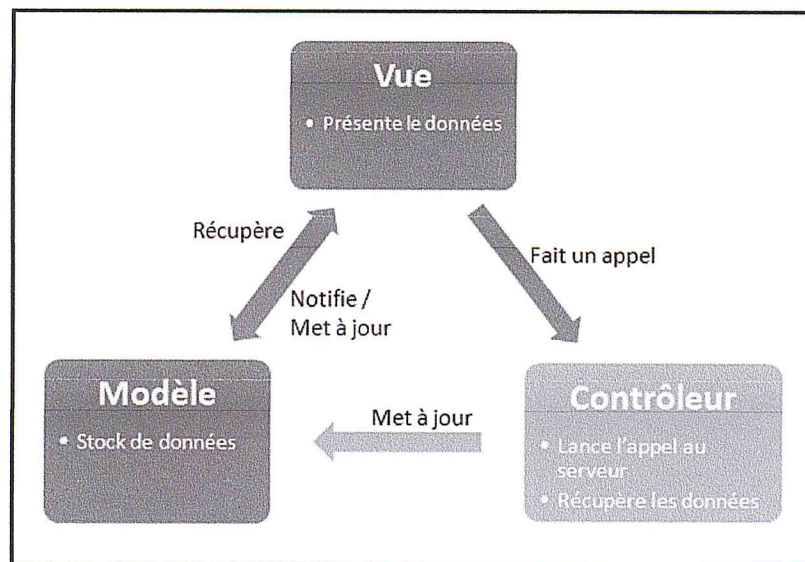 Vue
• Présente le données
Récupère
Fait un appel
Notifie /
Met à jour
Modèle
• Stock de données
Met à jour
Contrôleur
• Lance l'appel au
serveur
• Récupère les données